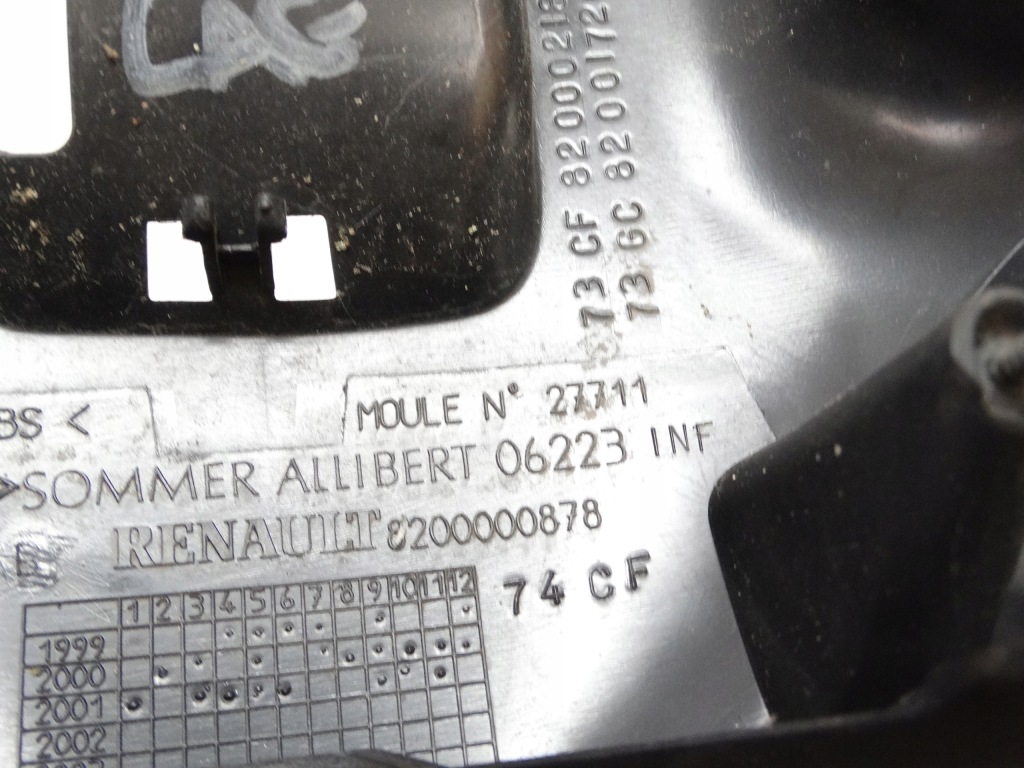 73 CF 8200021
73 GC 8200172
BS <
MOULE N° 27711
>SOMMER ALLIBERT 06223 INF
RENAULT 8200000878
74 CF
1 2 3 4 5 6 7 8 9 10 11 12
1999
2000
2001
2002